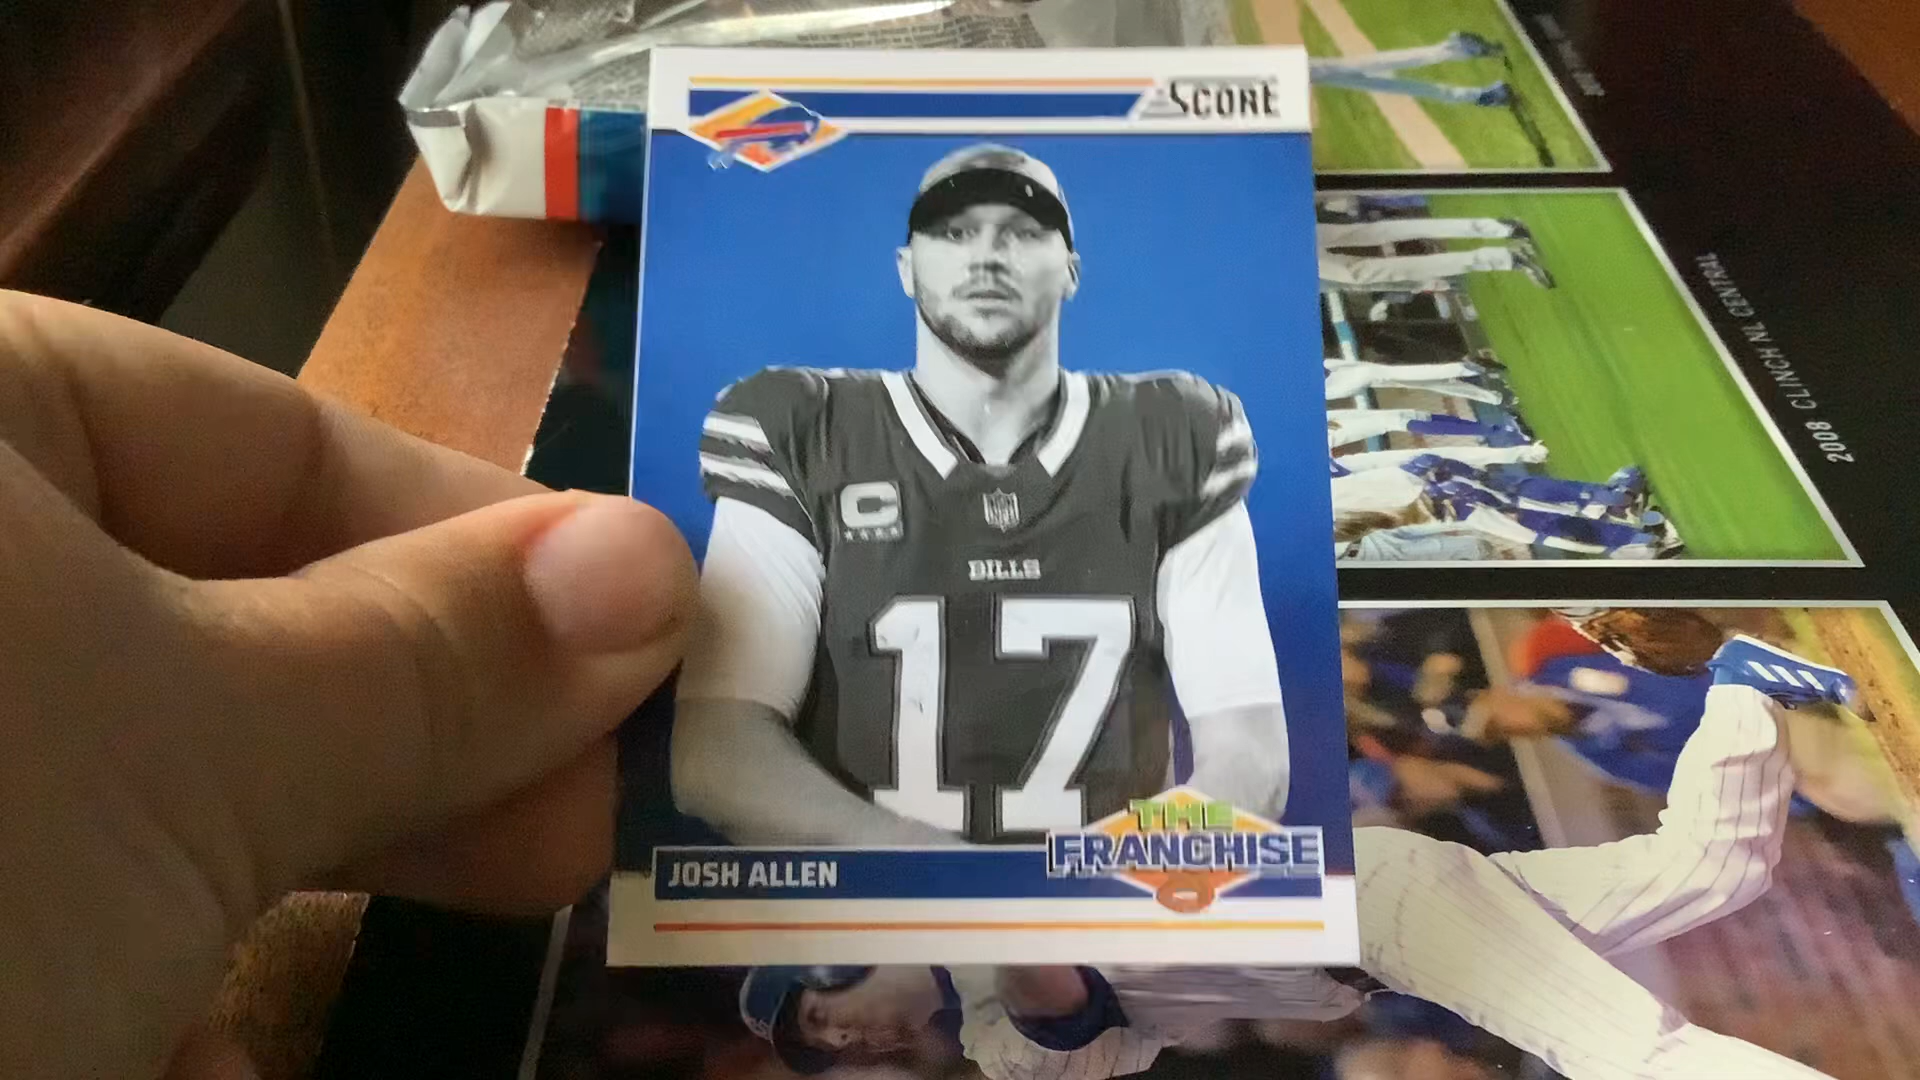 SCORE
C
BILLS
17
THE
FRANCHISE
JOSH ALLEN
2008 CLINCH NL CENTRAL